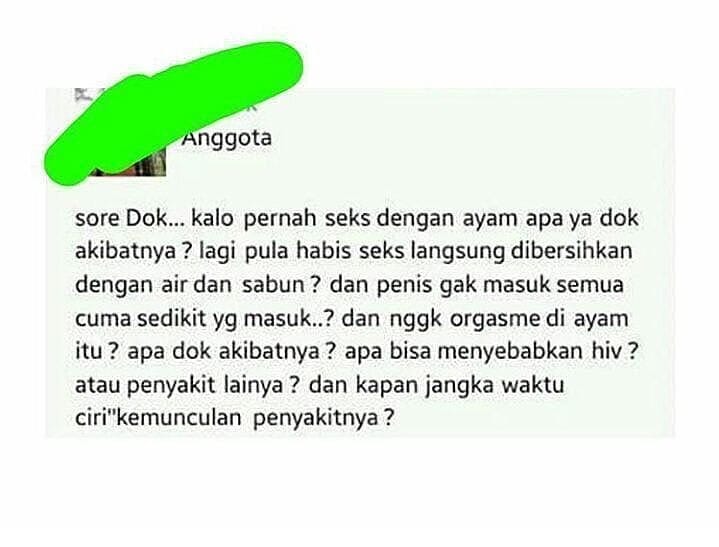 Anggota
sore Dok... kalo pernah seks dengan ayam apa ya dok
akibatnya ? lagi pula habis seks langsung dibersihkan
dengan air dan sabun ? dan penis gak masuk semua
cuma sedikit yg masuk..? dan nggk orgasme di ayam
itu ? apa dok akibatnya ? apa bisa menyebabkan hiv ?
atau penyakit lainya ? dan kapan jangka waktu
ciri"kemunculan penyakitnya ?